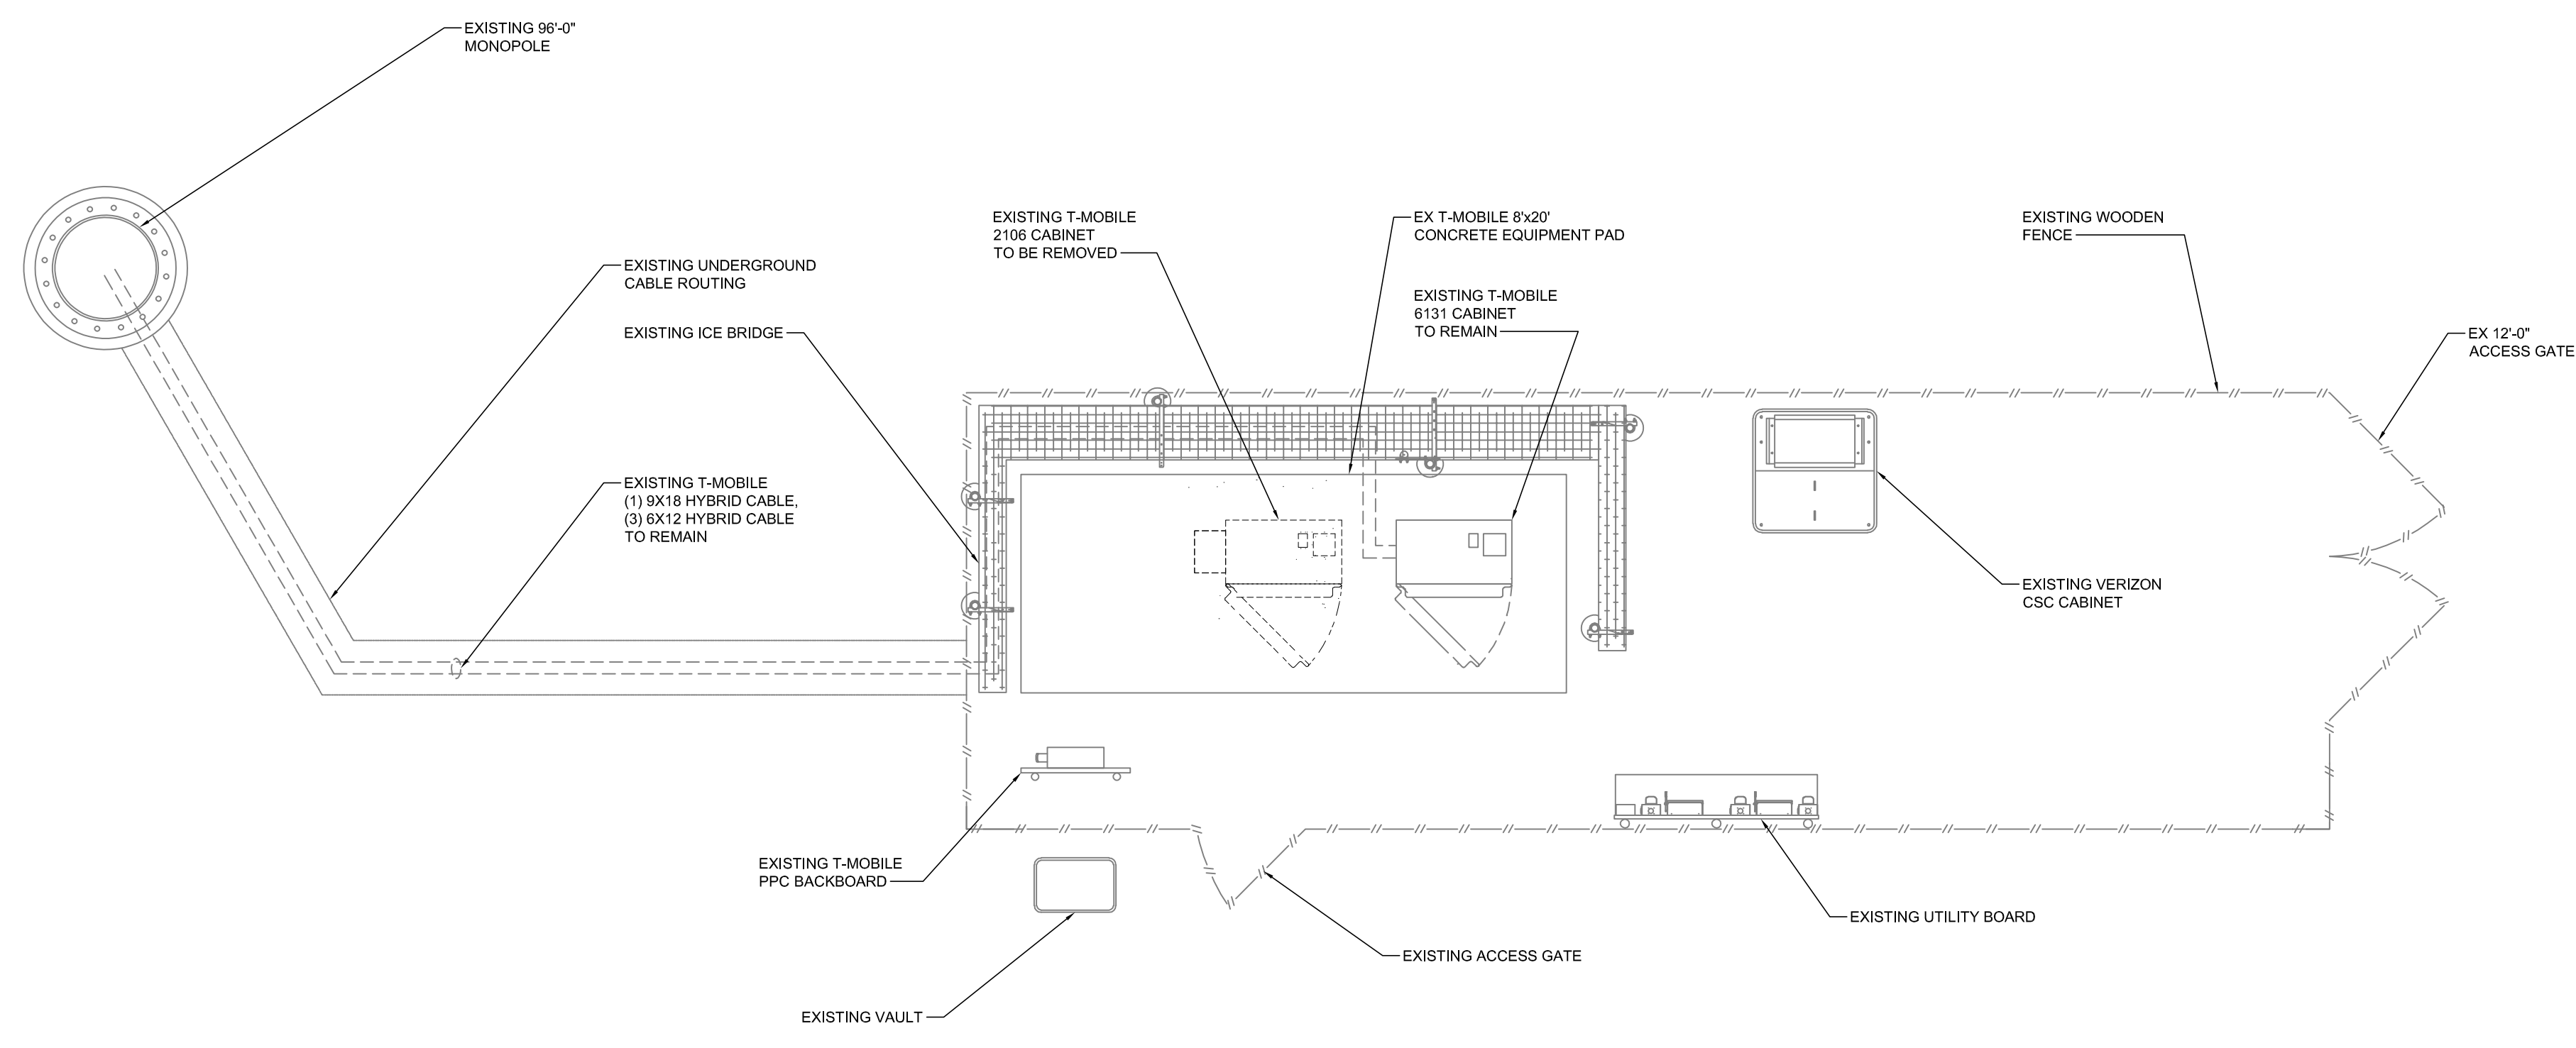 EXISTING 96'-0"
MONOPOLE
EXISTING T-MOBILE
2106 CABINET
TO BE REMOVED
EX T-MOBILE 8'x20'
CONCRETE EQUIPMENT PAD
EXISTING WOODEN
FENCE
EXISTING UNDERGROUND
CABLE ROUTING
EXISTING T-MOBILE
6131 CABINET
TO REMAIN
EXISTING ICE BRIDGE
EX 12'-0"
ACCESS GATE
EXISTING T-MOBILE
(1) 9X18 HYBRID CABLE,
(3) 6X12 HYBRID CABLE
TO REMAIN
EXISTING VERIZON
CSC CABINET
EXISTING T-MOBILE
PPC BACKBOARD
EXISTING UTILITY BOARD
EXISTING ACCESS GATE
EXISTING VAULT